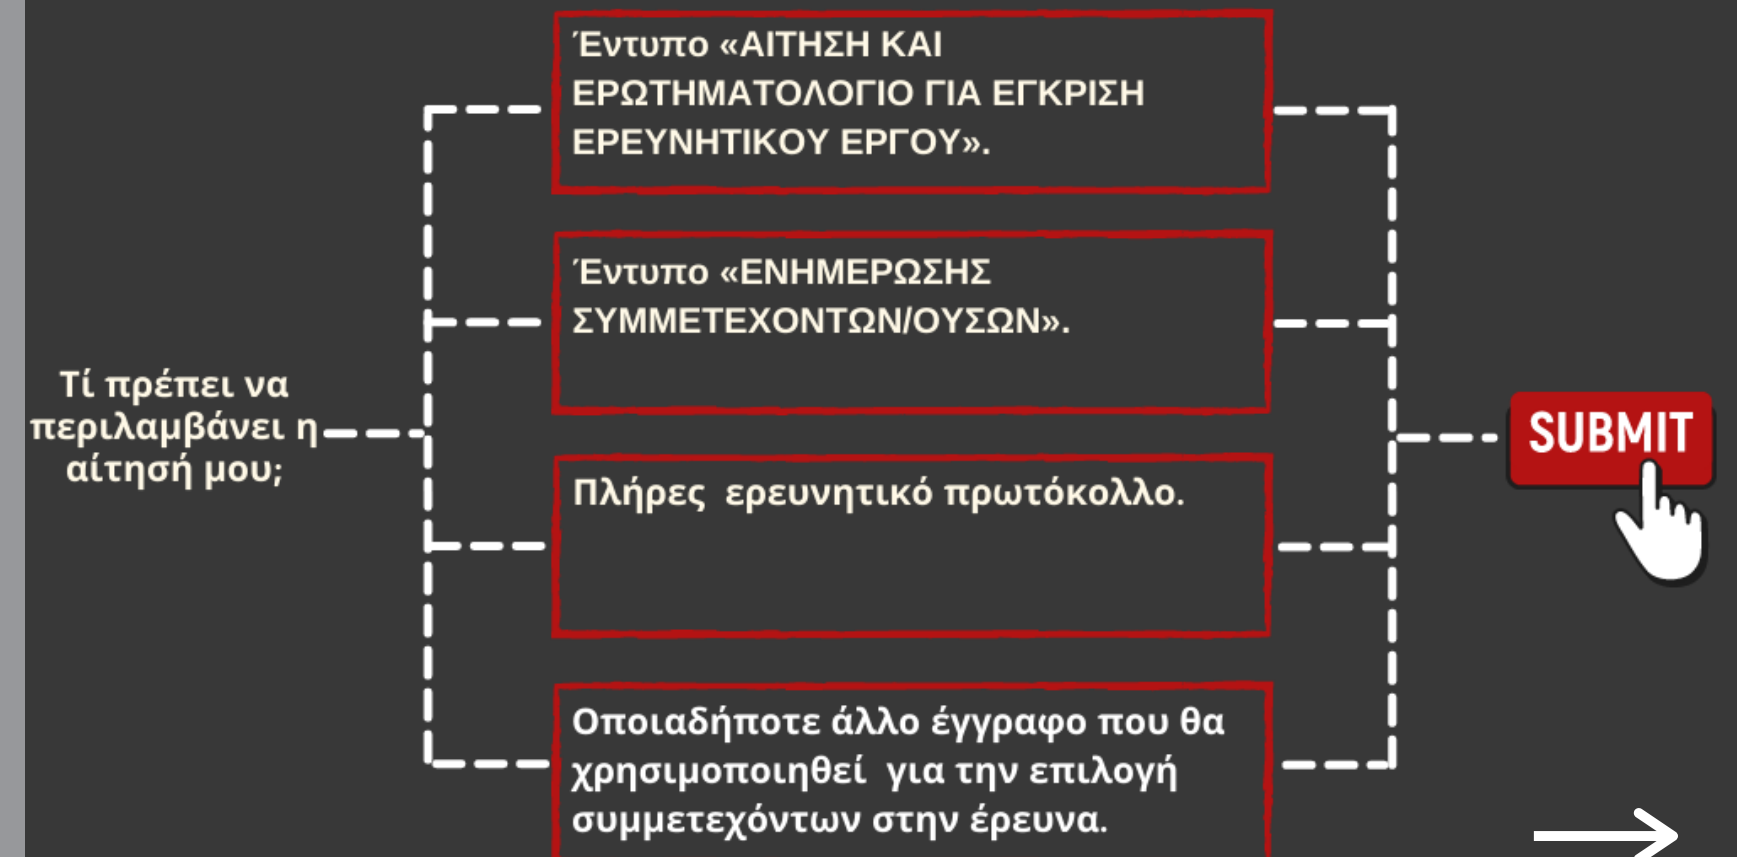 Τί πρέπει να
περιλαμβάνει η
αίτησή μου;
Έντυπο «ΑΙΤΗΣΗ ΚΑΙ
ΕΡΩΤΗΜΑΤΟΛΟΓΙΟ ΓΙΑ ΕΓΚΡΙΣΗ
ΕΡΕΥΝΗΤΙΚΟΥ ΕΡΓΟΥ».
Έντυπο «ΕΝΗΜΕΡΩΣΗΣ
ΣΥΜΜΕΤΕΧΟΝΤΩΝ/ΟΥΣΩΝ».
Πλήρες  ερευνητικό πρωτόκολλο.
Οποιαδήποτε άλλο έγγραφο που θα
χρησιμοποιηθεί  για την επιλογή
συμμετεχόντων στην έρευνα.
SUBMIT